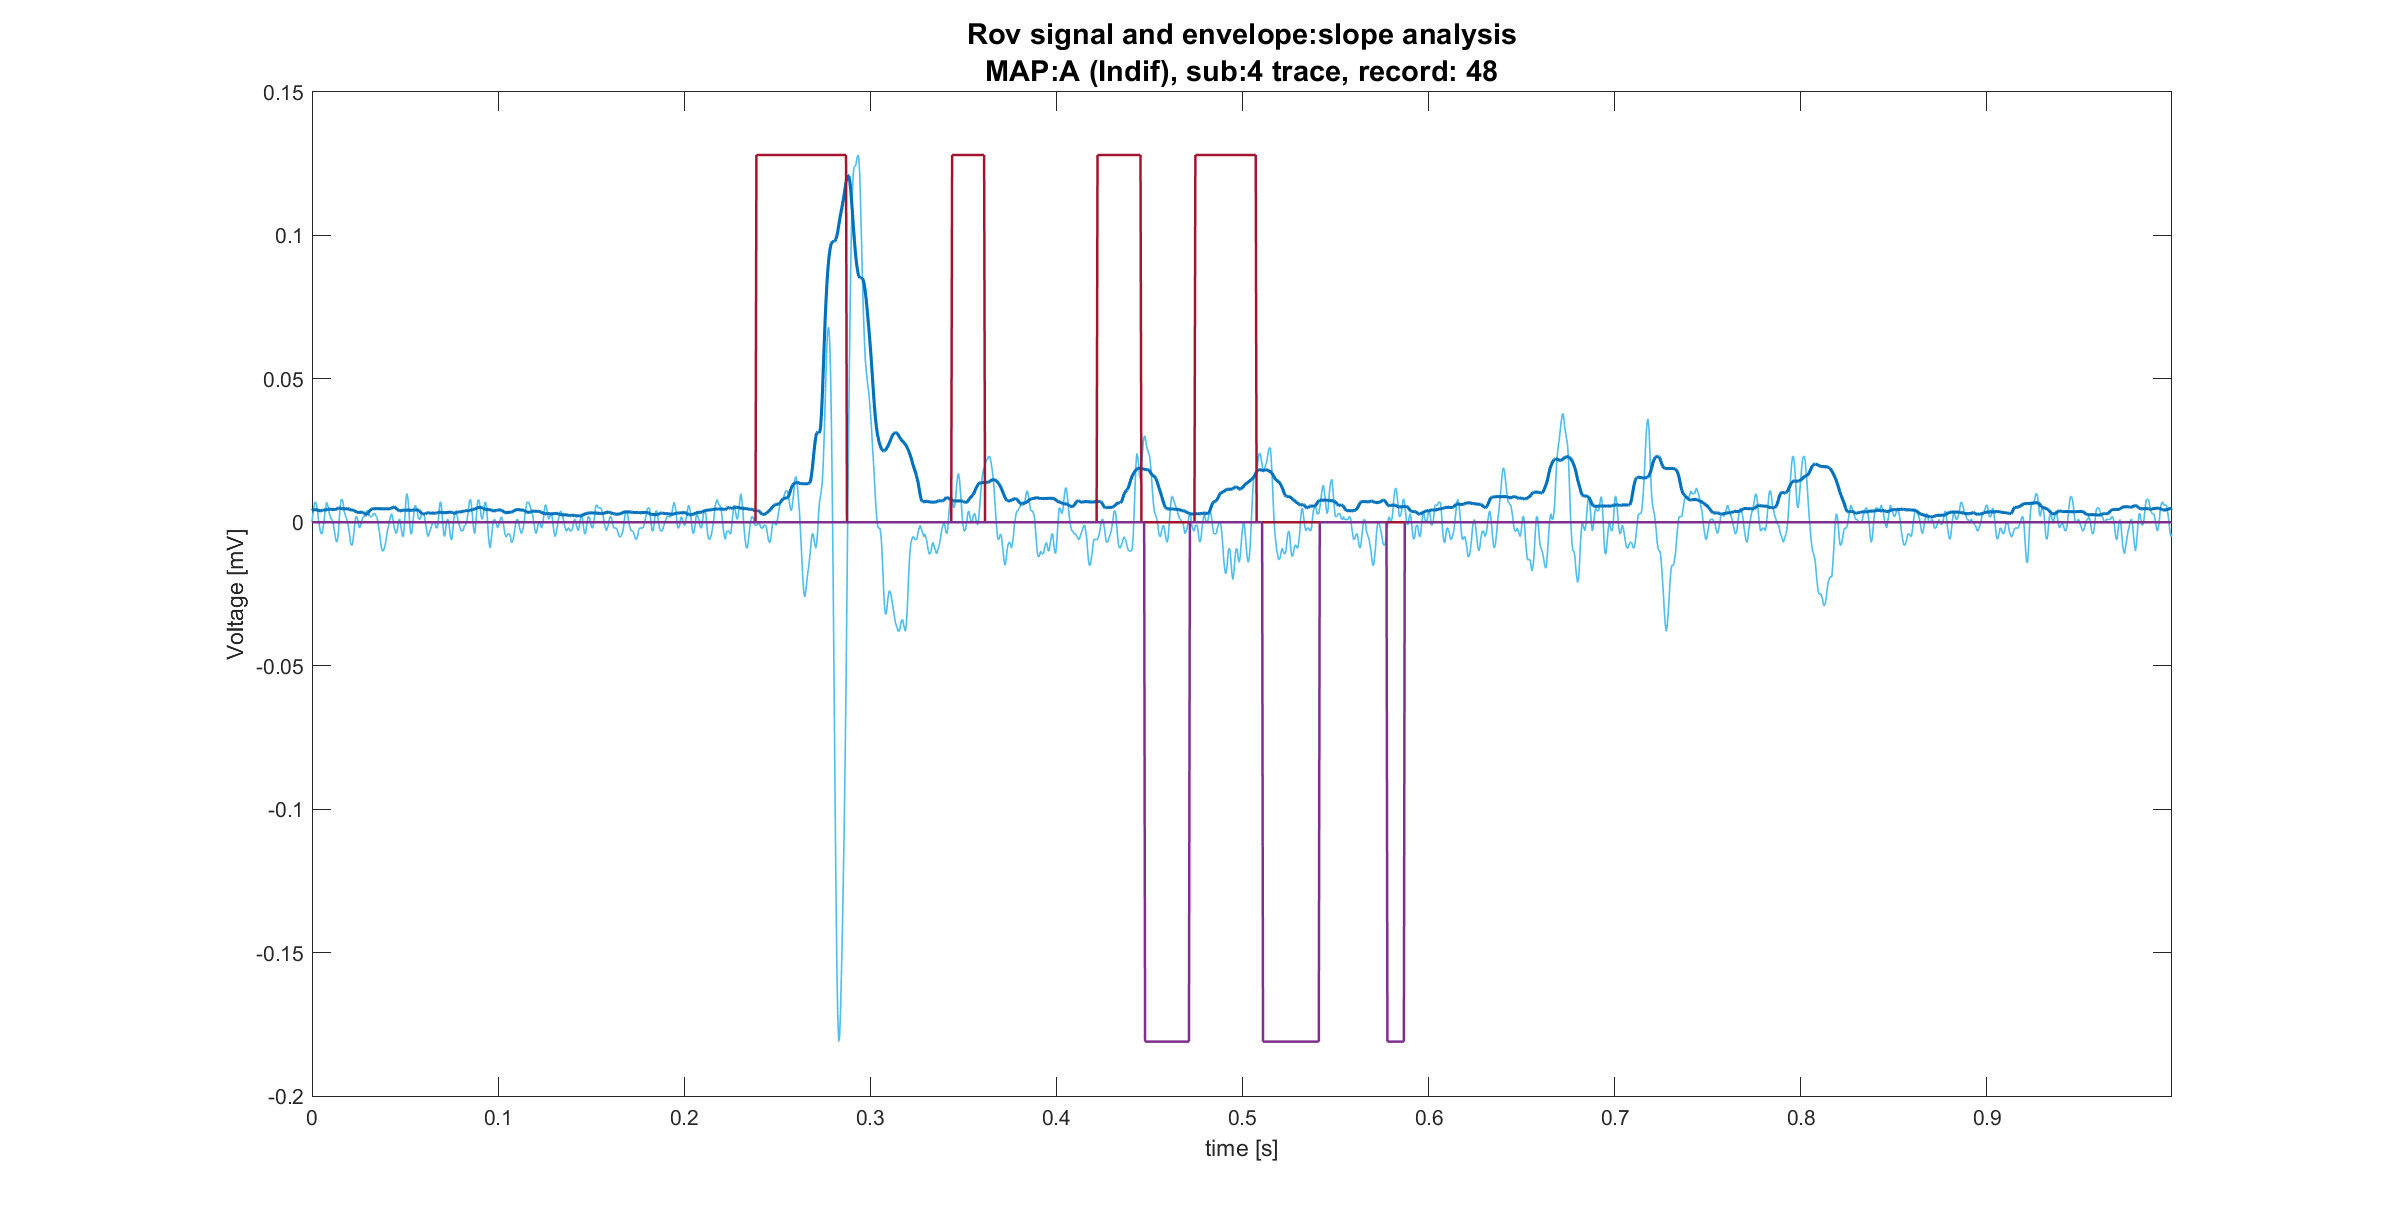 Rov signal and envelope:slope analysis
MAP:A (Indif), sub:4 trace, record: 48
0.15
0.1
0.05
0
-0.05
-0.1
-0.15
-0.2
Voltage [mV]
0 0.1 0.2 0.3 0.4 0.5 0.6 0.7 0.8 0.9
time [s]